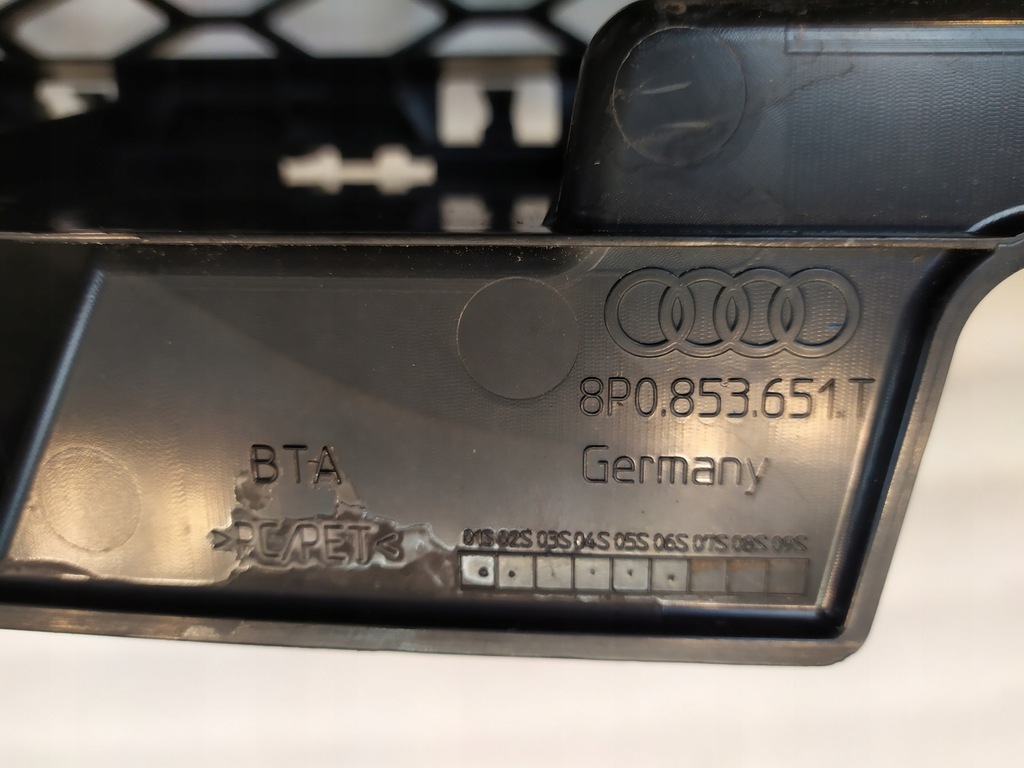 8P0.853.651.T
BTA
Germany
>PC/PET<
01S 02S 03S 04S 05S 06S 07S 08S 09S